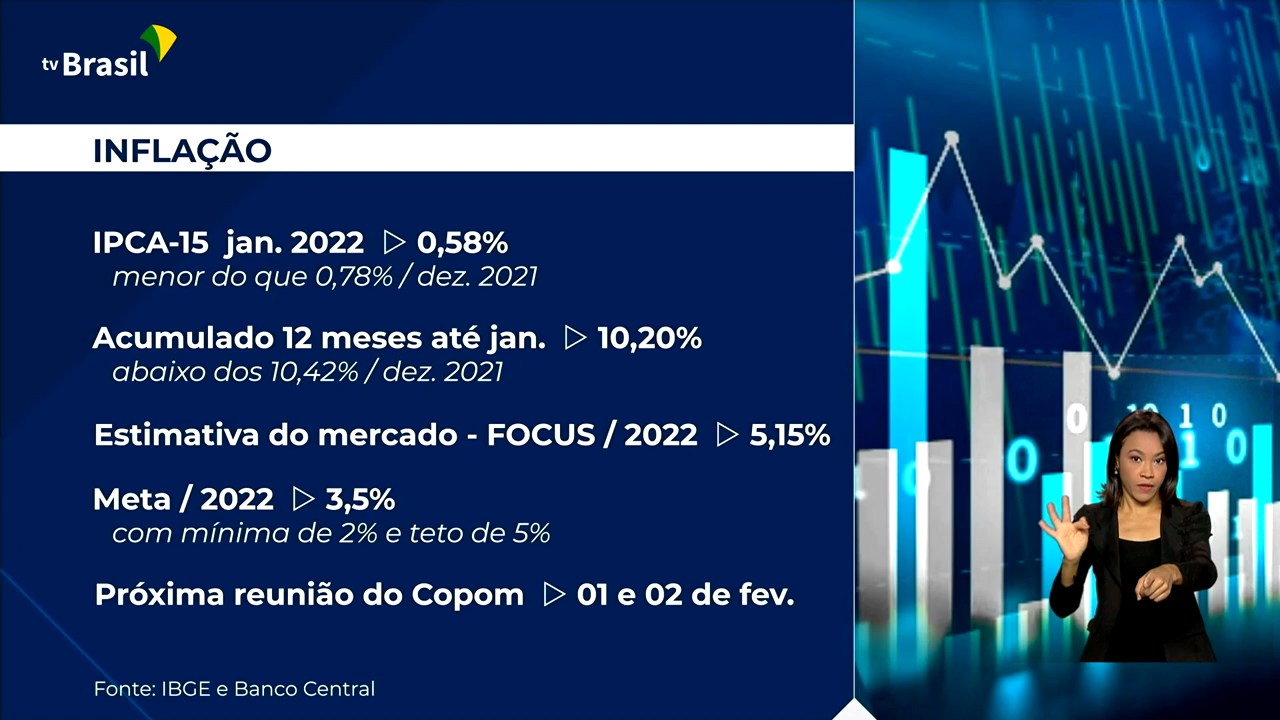 tv Brasil
INFLAÇÃO
IPCA-15 jan. 2022 ▷ 0,58%
menor do que 0,78% / dez. 2021
Acumulado 12 meses até jan. ▷ 10,20%
abaixo dos 10,42% / dez. 2021
Estimativa do mercado - FOCUS / 2022 ▷ 5,15%
Meta / 2022 ▷ 3,5%
com mínima de 2% e teto de 5%
Próxima reunião do Copom ▷ 01 e 02 de fev.
Fonte: IBGE e Banco Central